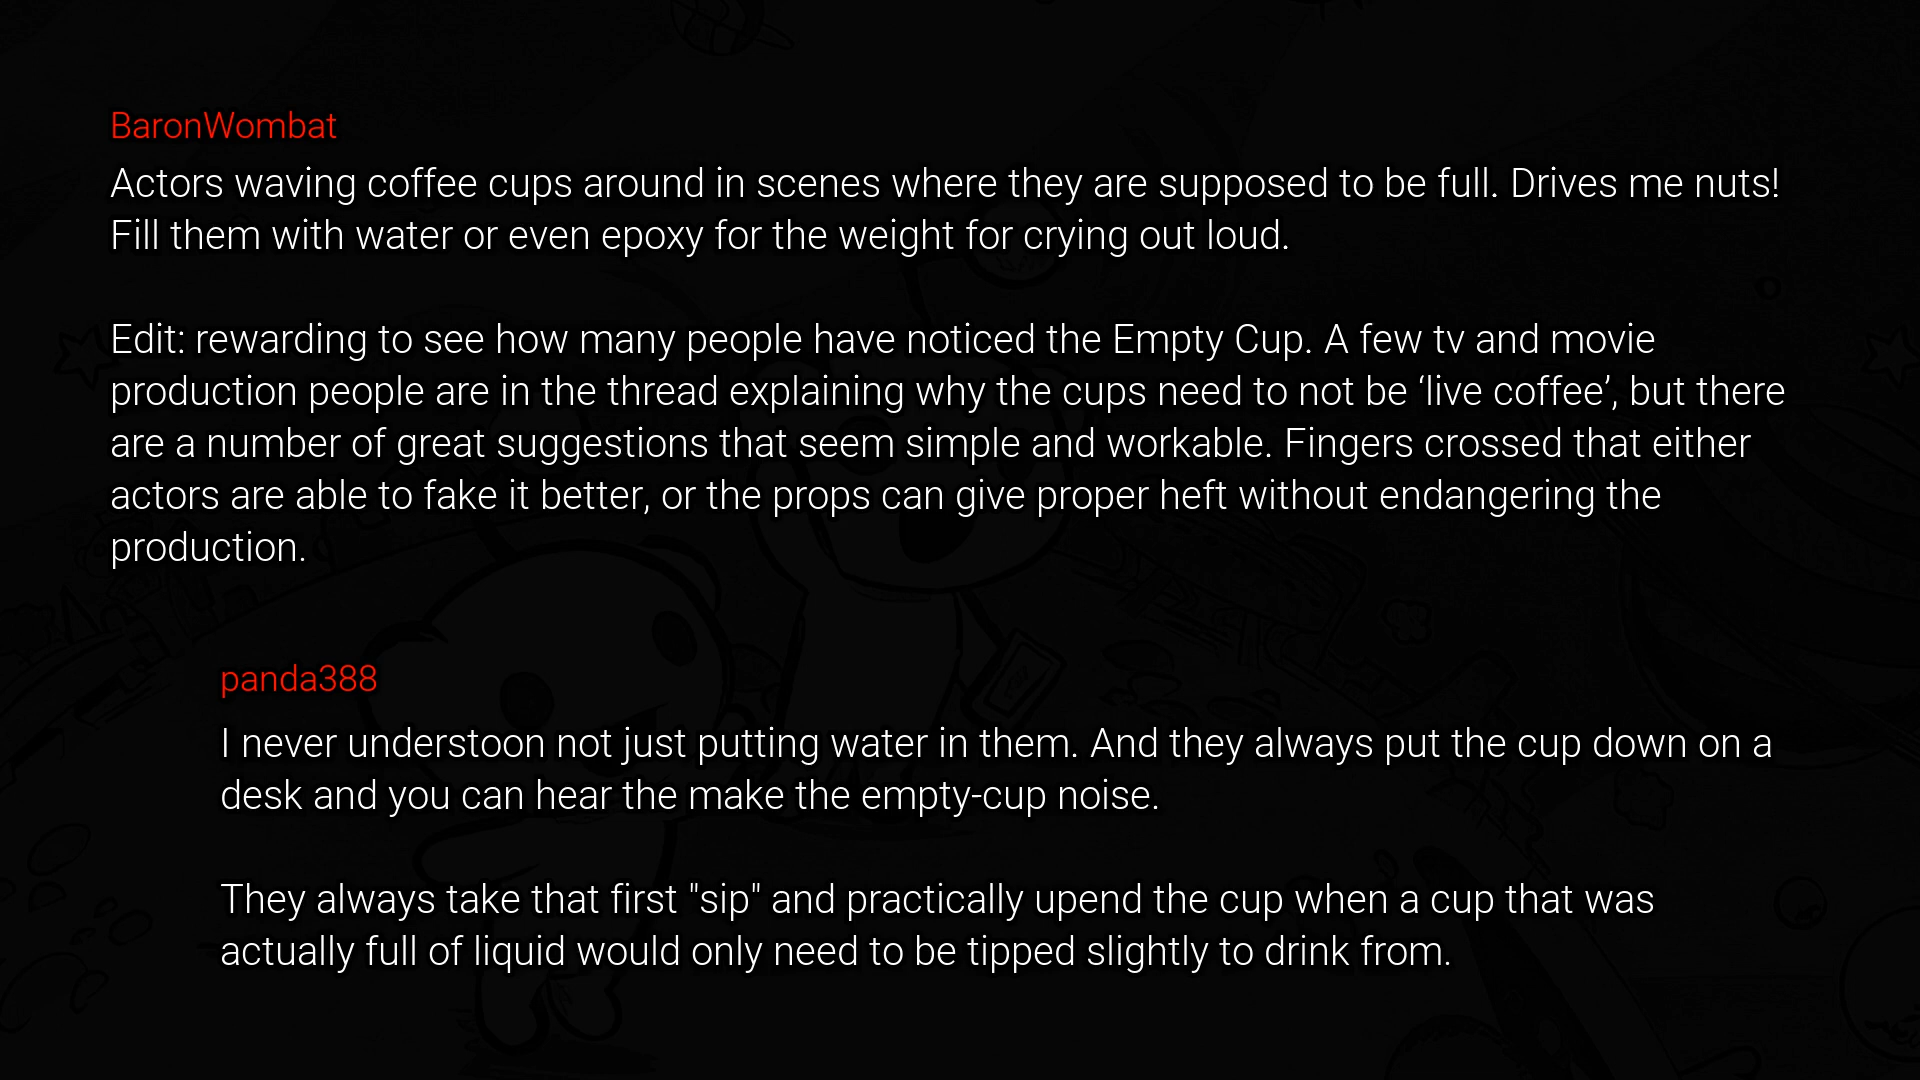 BaronWombat
Actors waving coffee cups around in scenes where they are supposed to be full. Drives me nuts!
Fill them with water or even epoxy for the weight for crying out loud.
Edit: rewarding to see how many people have noticed the Empty Cup. A few tv and movie
production people are in the thread explaining why the cups need to not be ‘live coffee’, but there
are a number of great suggestions that seem simple and workable. Fingers crossed that either
actors are able to fake it better, or the props can give proper heft without endangering the
production.
panda388
I never understoon not just putting water in them. And they always put the cup down on a
desk and you can hear the make the empty-cup noise.
They always take that first "sip" and practically upend the cup when a cup that was
actually full of liquid would only need to be tipped slightly to drink from.